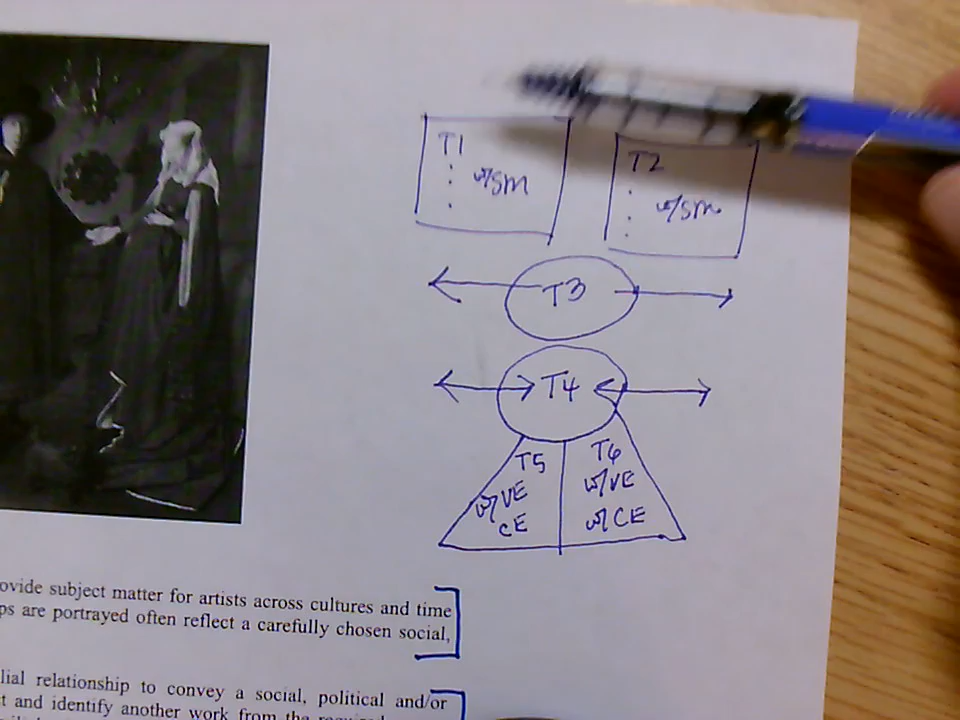 T1
w/SM
T2
w/SM
T3
T4
T5
w/VE
CE
T6
w/VE
w/CE
ovide subject matter for artists across cultures and time
ps are portrayed often reflect a carefully chosen social,
lial relationship to convey a social, political and/or
t and identify another work from the